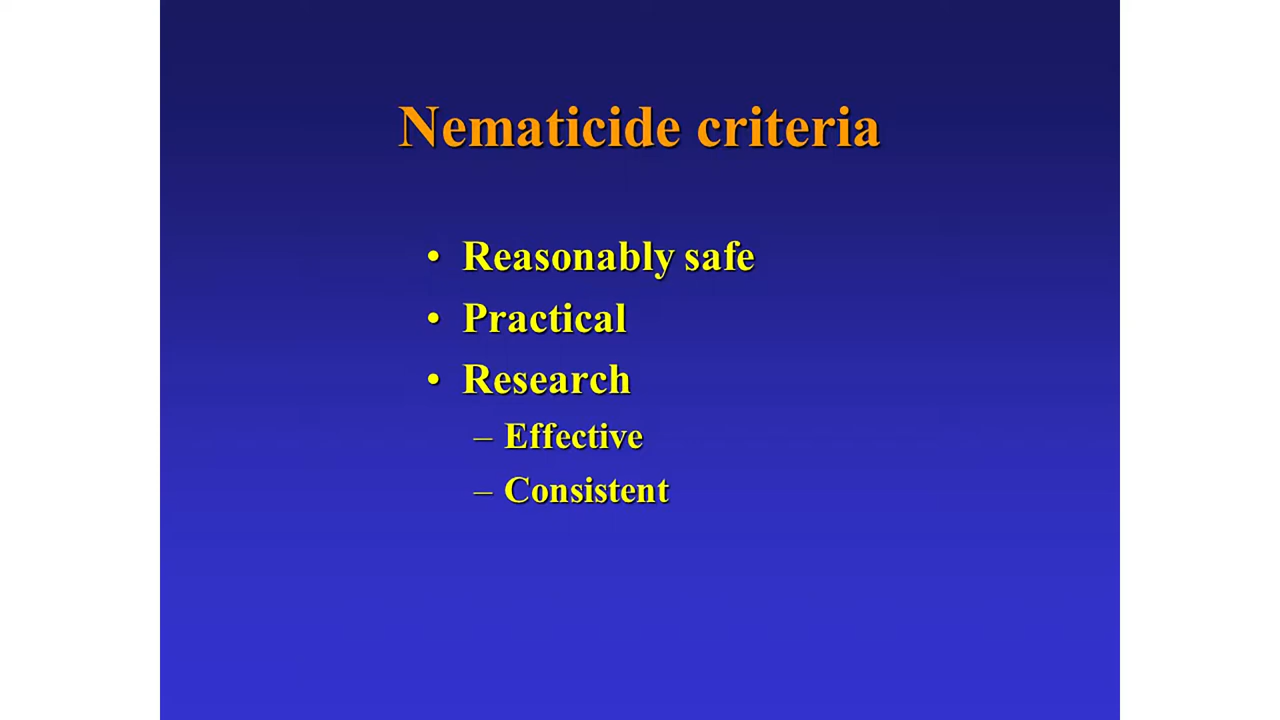 Nematicide criteria
• Reasonably safe
• Practical
• Research
– Effective
– Consistent